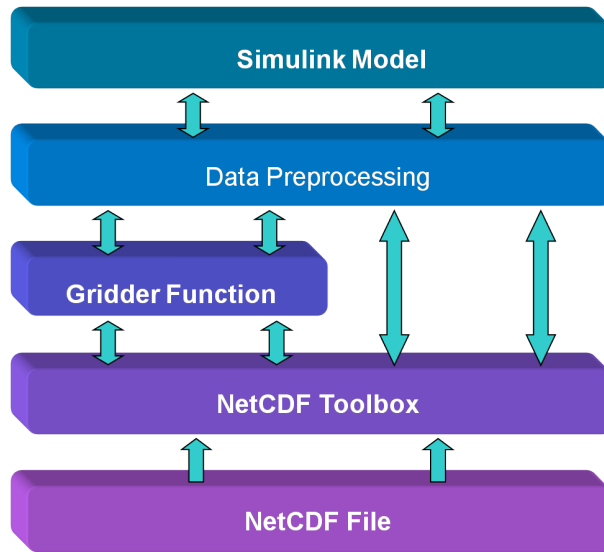 Simulink Model
Data Preprocessing
Gridder Function
NetCDF Toolbox
NetCDF File